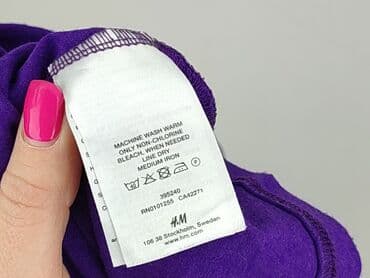 MACHINE WASH WARM
ONLY NON-CHLORINE
BLEACH, WHEN NEEDED
LINE DRY
MEDIUM IRON
395240
RN0101255 CA42271
H&M
106 38 Stockholm, Sweden
www.hm.com